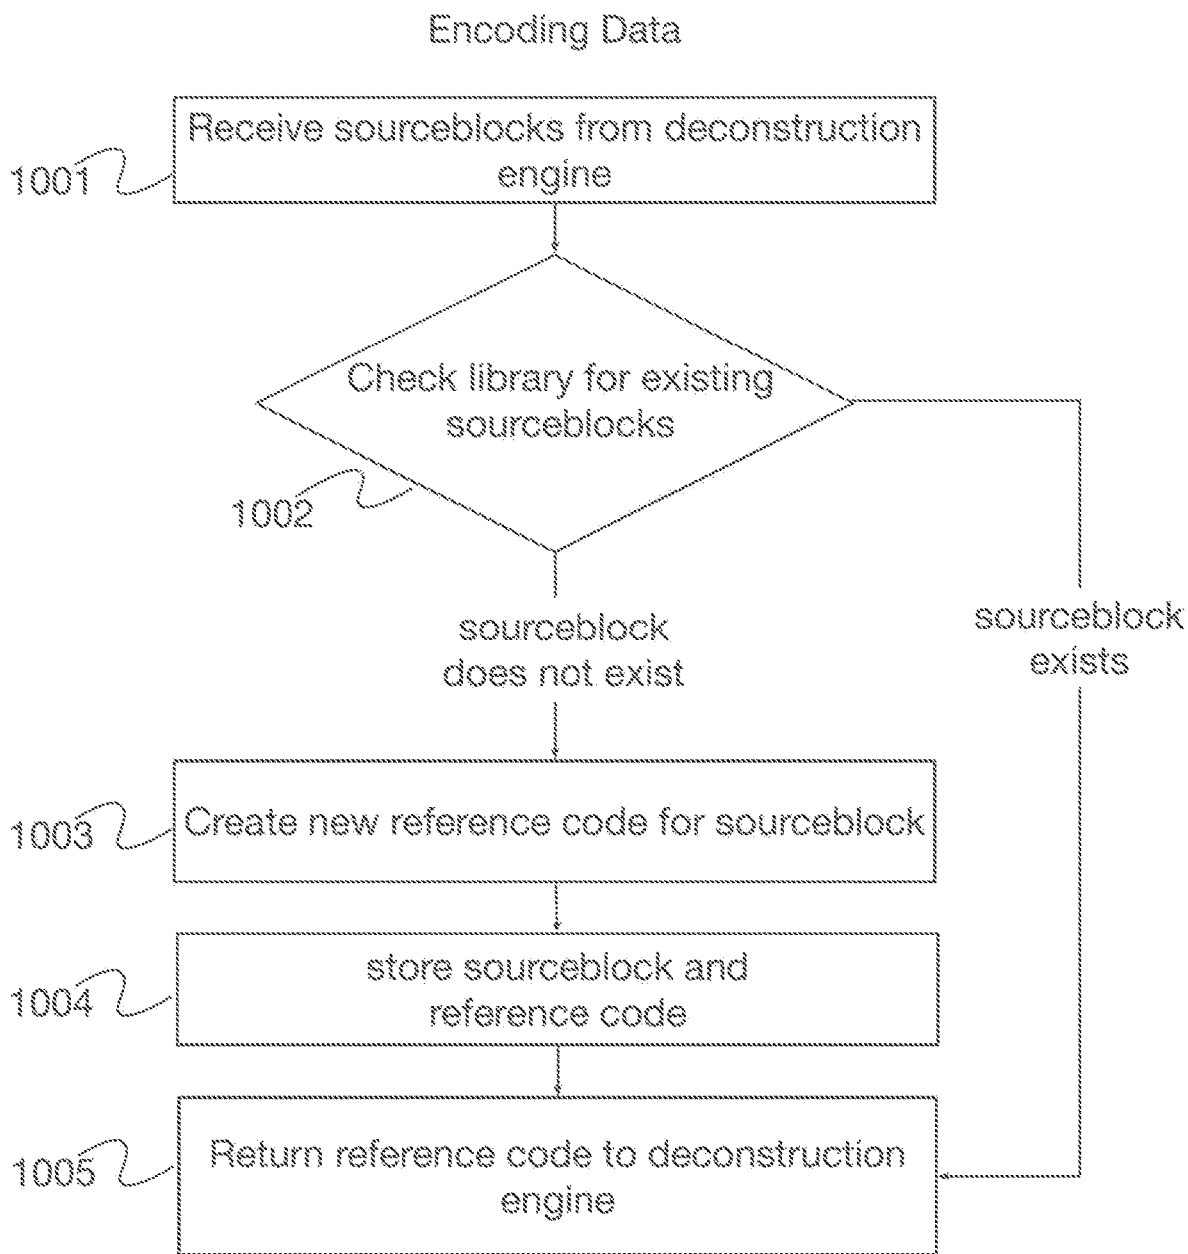 Encoding Data
Receive sourceblocks from deconstruction
engine
1001
Check library for existing
sourceblocks
1002
sourceblock
does not exist
sourceblock
exists
Create new reference code for sourceblock
1003
store sourceblock and
reference code
1004
Return reference code to deconstruction
engine
1005